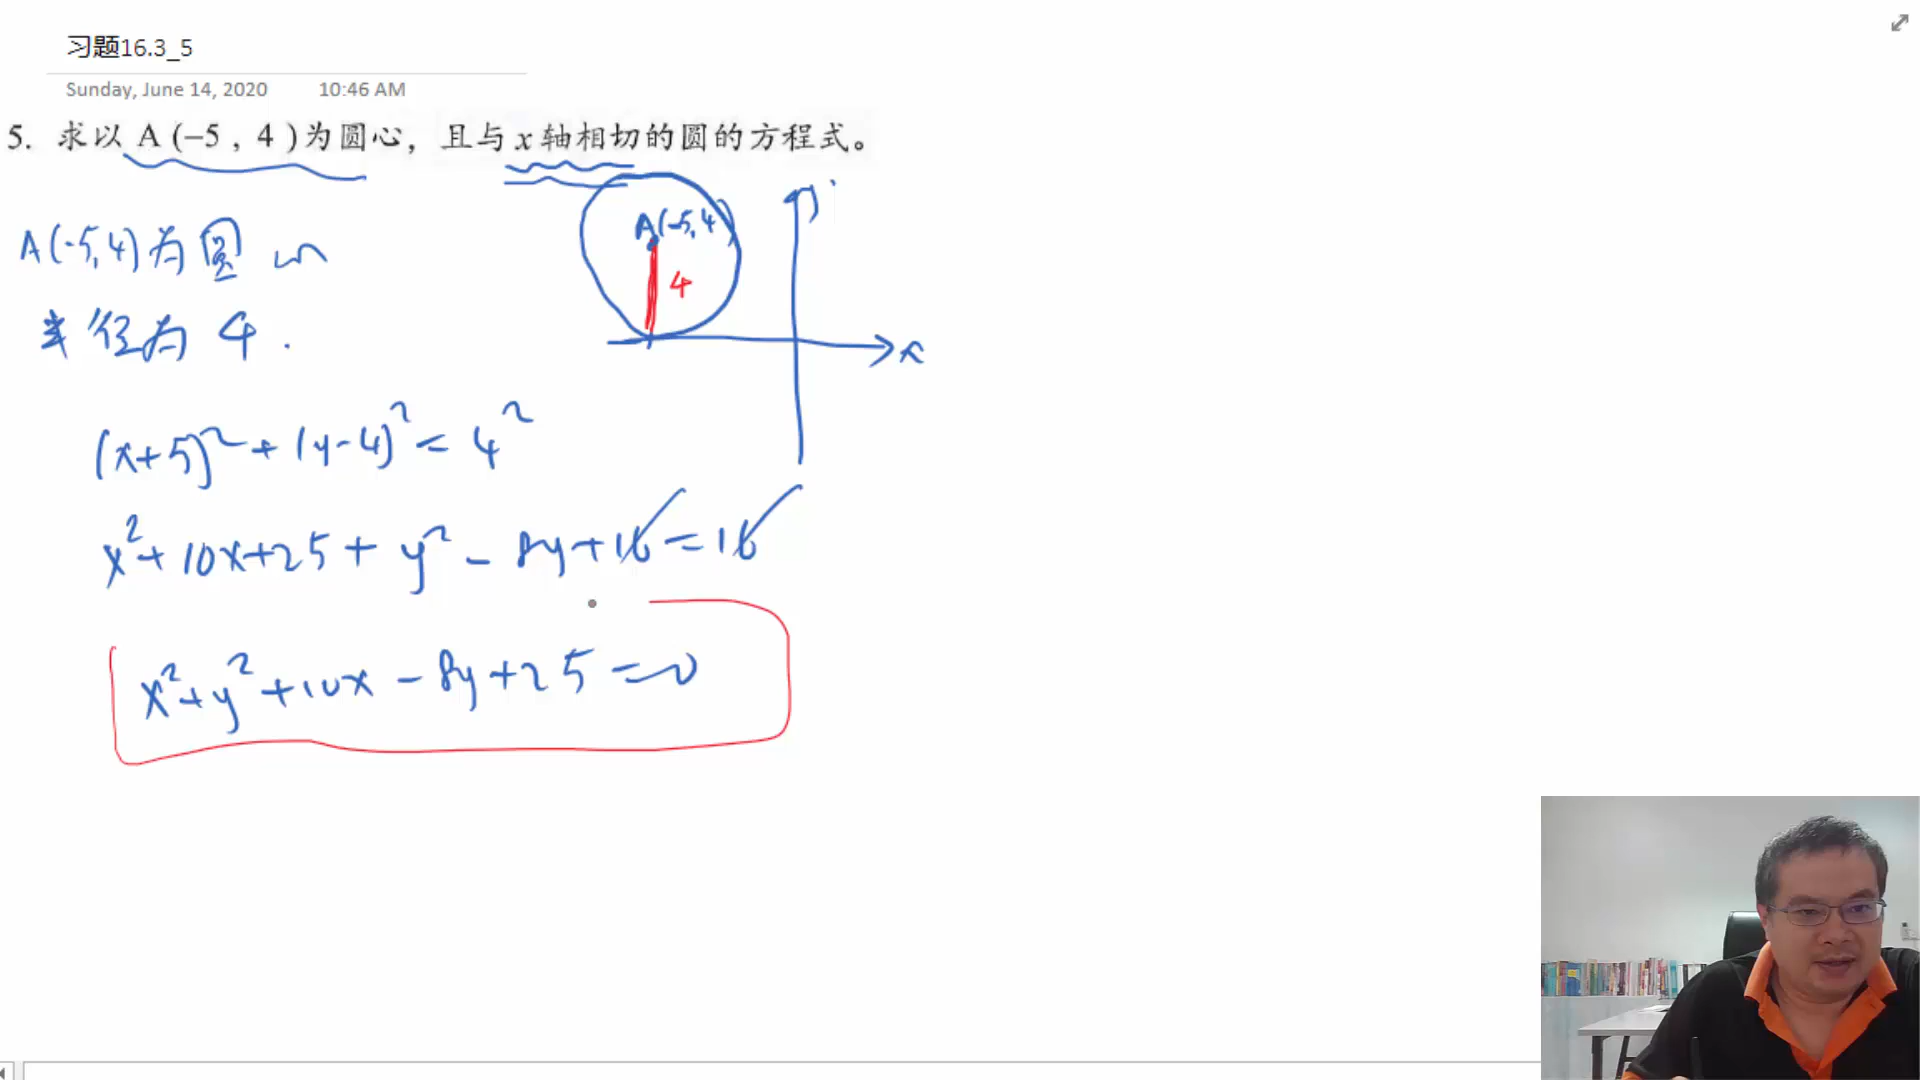 习题16.3_5
Sunday, June 14, 2020 10:46 AM
5. 求以 A (–5 , 4 )为圆心，且与 x 轴相切的圆的方程式。
y
A(-5,4)
4
x
A(-5,4)为圆心
半径为 4 .
(x+5)²+(y-4)²=4²
x²+10x+25+y²-8y+16=16
x²+y²+10x-8y+25=0